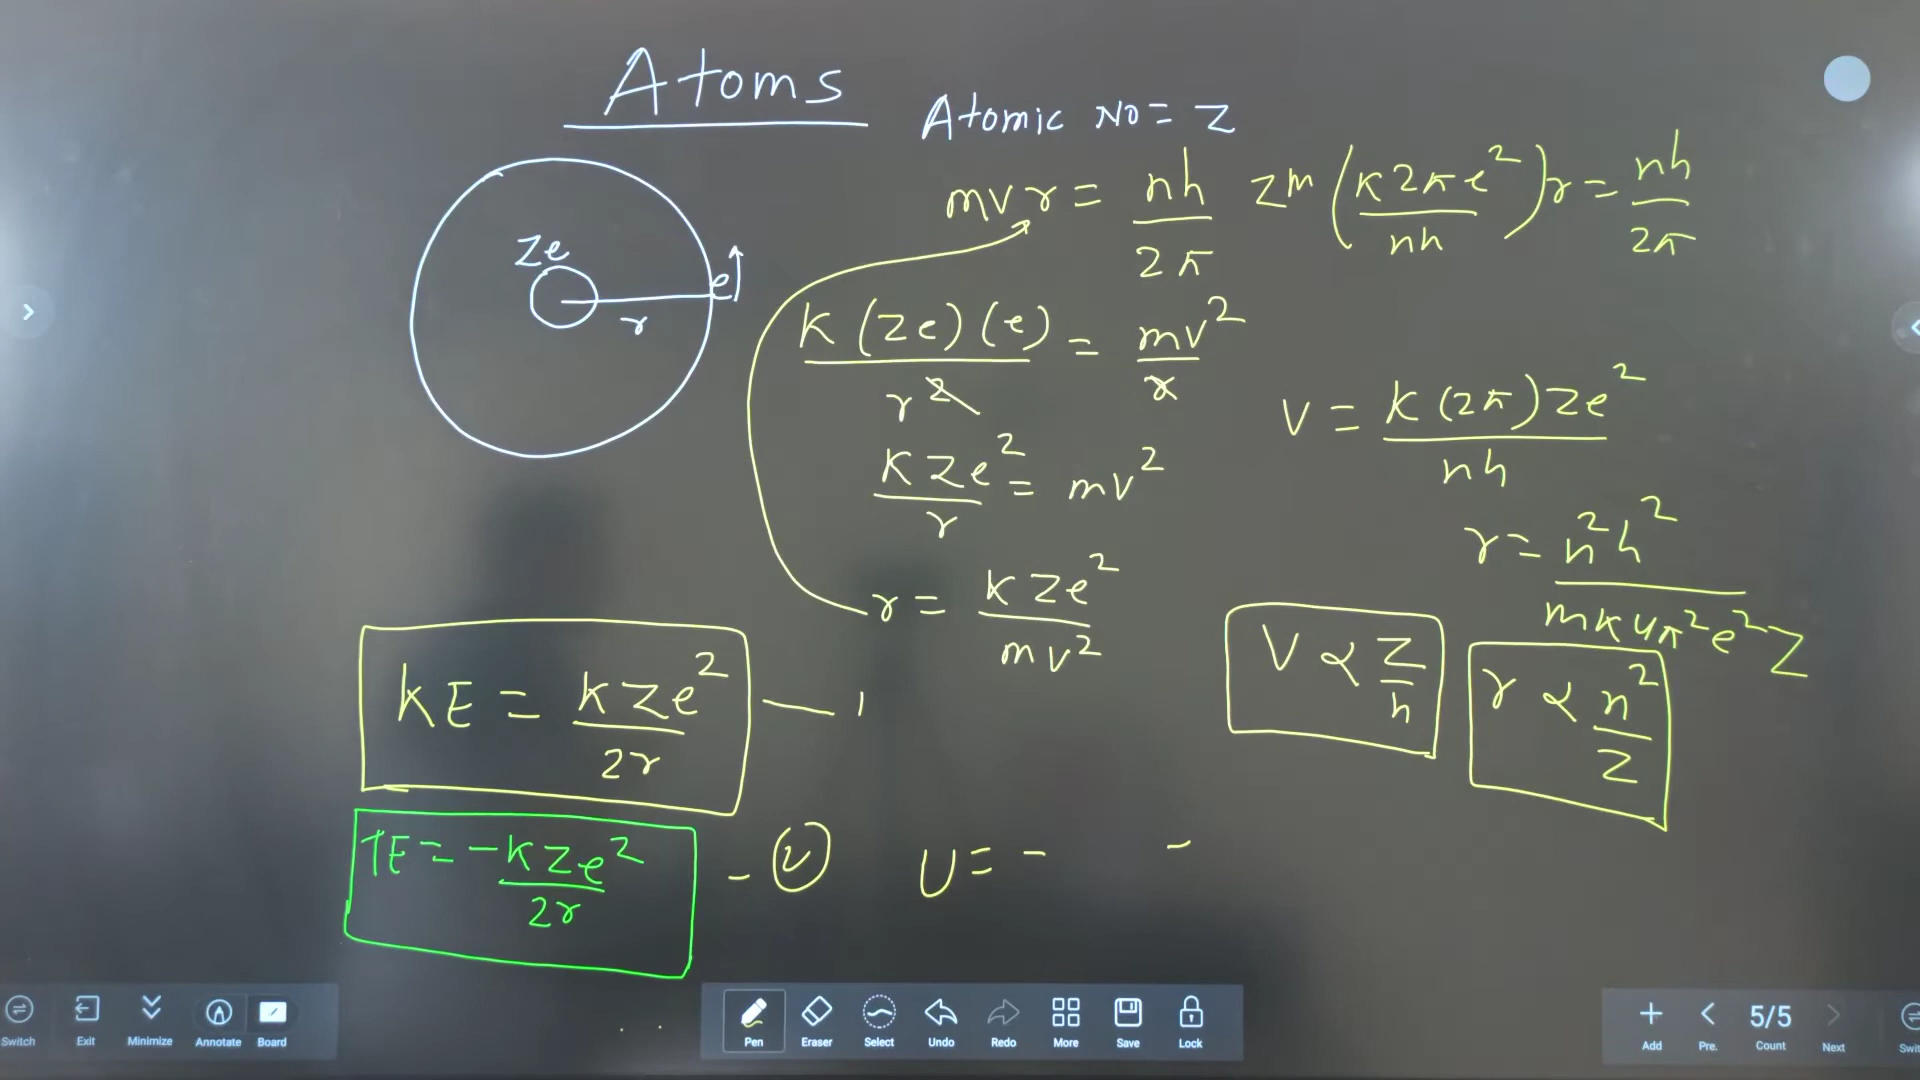 Atoms
Atomic No = Z
mvr = nh/2π
Zm (K2πe²/nh) r = nh/2π
Ze
e
r
K(Ze)(e)/r² = mv²/r
V = K(2π)Ze²/nh
KZe²/r = mv²
r = n²h²/mK4π²e²Z
r = KZe²/mv²
V ∝ Z/n
r ∝ n²/Z
KE = KZe²/2r — 1
TE = -KZe²/2r
U = - -
Switch
Exit
Minimize
Annotate
Board
Pen
Eraser
Select
Undo
Redo
More
Save
Lock
Add
Pre.
5/5
Count
Next